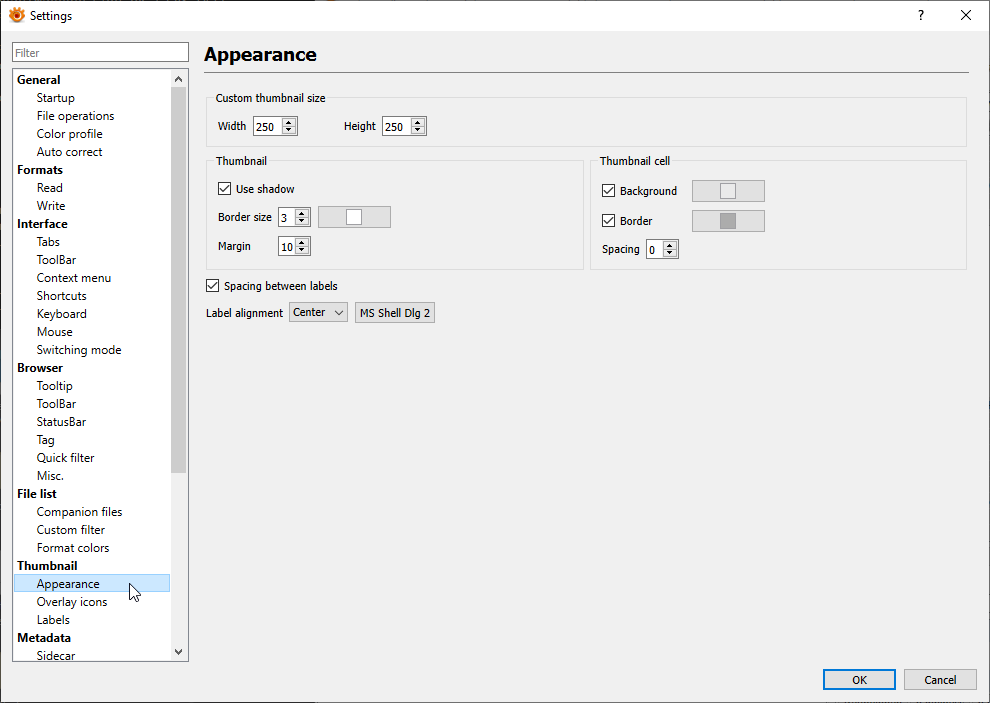 Settings
?
Filter
General
Startup
File operations
Color profile
Auto correct
Formats
Read
Write
Interface
Tabs
ToolBar
Context menu
Shortcuts
Keyboard
Mouse
Switching mode
Browser
Tooltip
ToolBar
StatusBar
Tag
Quick filter
Misc.
File list
Companion files
Custom filter
Format colors
Thumbnail
Appearance
Overlay icons
Labels
Metadata
Sidecar
Appearance
Custom thumbnail size
Width 250 Height 250
Thumbnail
Use shadow
Border size 3
Margin 10
Thumbnail cell
Background
Border
Spacing 0
Spacing between labels
Label alignment Center MS Shell Dlg 2
OK Cancel